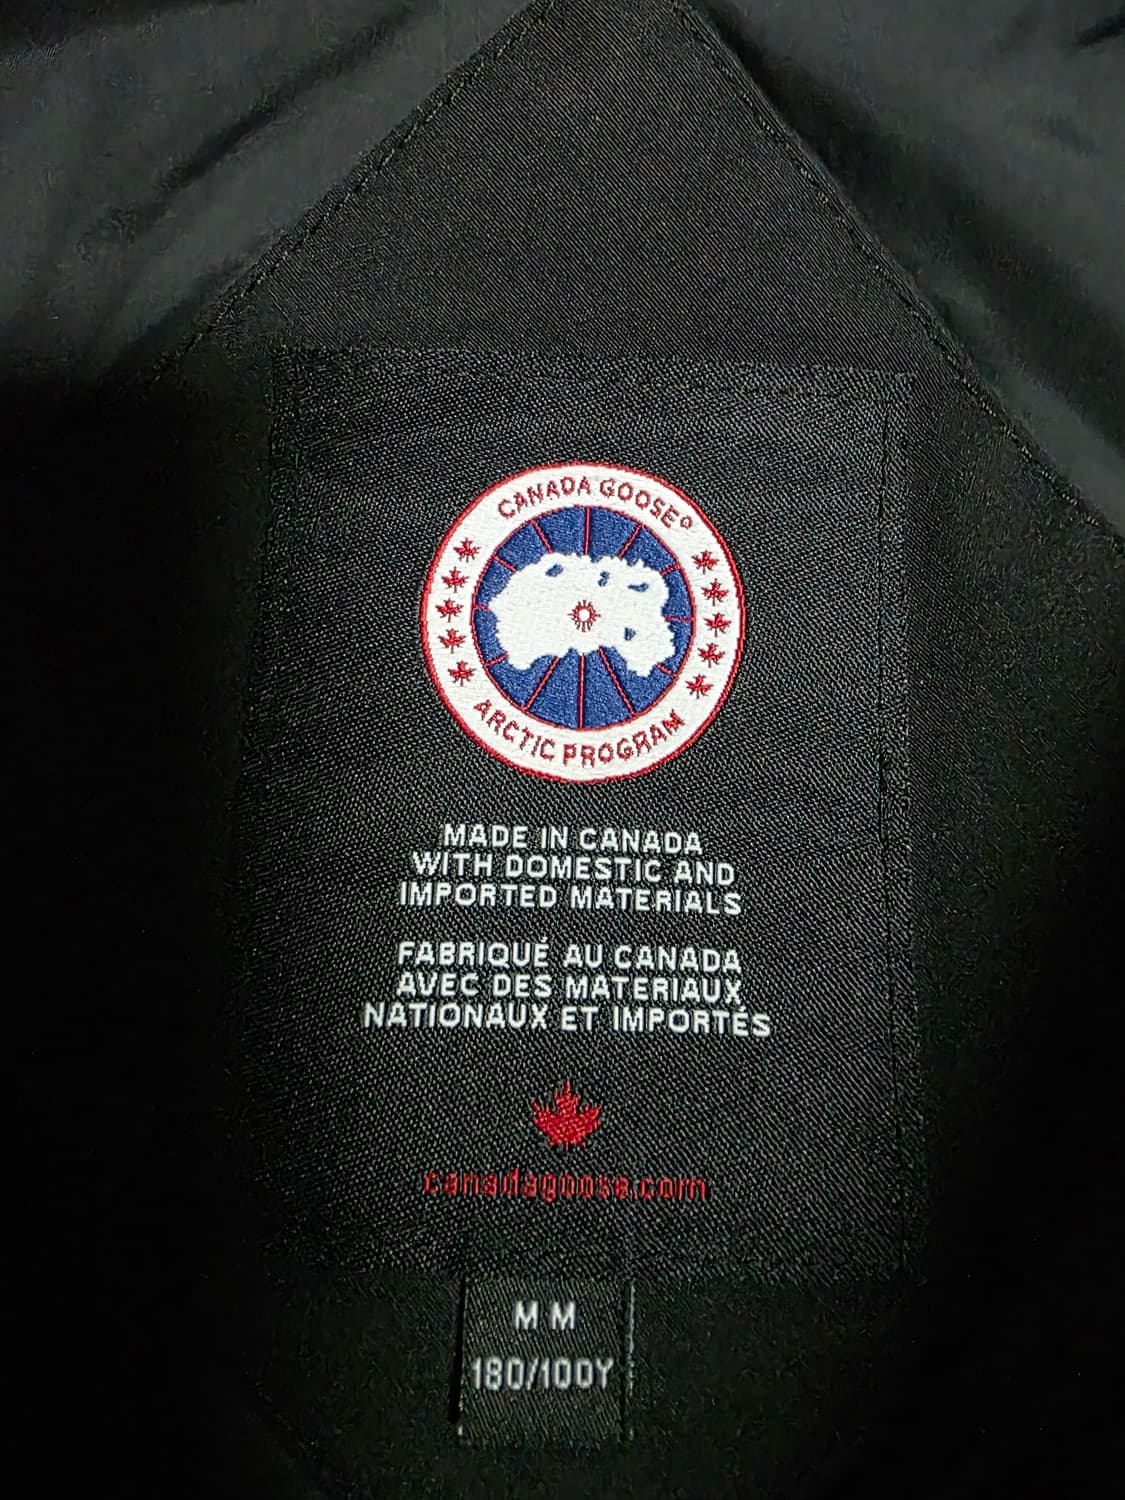 CANADA GOOSE®
ARCTIC PROGRAM
MADE IN CANADA
WITH DOMESTIC AND
IMPORTED MATERIALS
FABRIQUÉ AU CANADA
AVEC DES MATERIAUX
NATIONAUX ET IMPORTÉS
canadagoose.com
M M
180/100Y